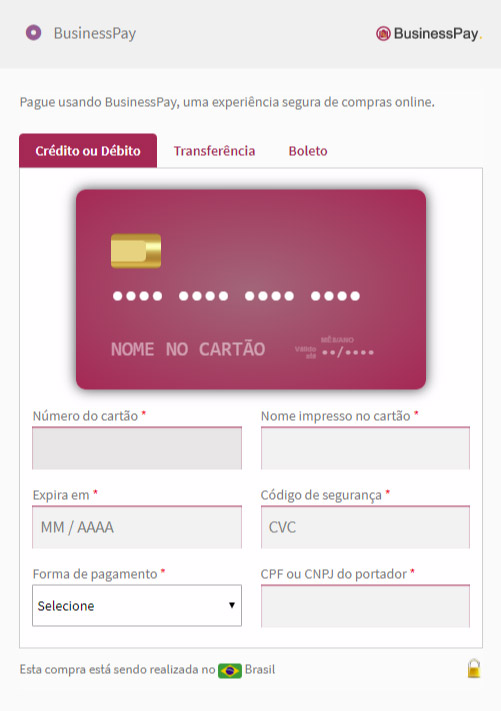 BusinessPay
BusinessPay.
Pague usando BusinessPay, uma experiência segura de compras online.
Crédito ou Débito Transferência Boleto
•••• •••• •••• ••••
MÊS/ANO
NOME NO CARTÃO
••/••••
Número do cartão * Nome impresso no cartão *
Expira em * Código de segurança *
MM / AAAA CVC
Forma de pagamento * CPF ou CNPJ do portador *
Selecione
Esta compra está sendo realizada no Brasil